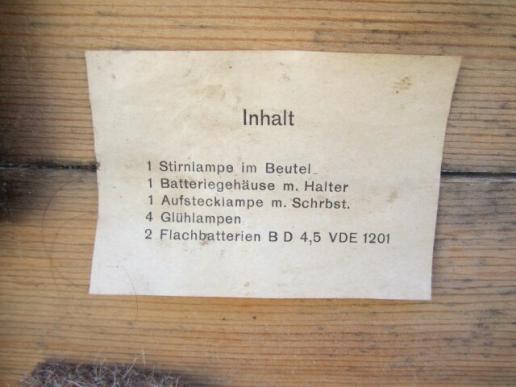 Inhalt
1 Stirnlampe im Beutel
1 Batteriegehäuse m. Halter
1 Aufstecklampe m. Schrbst.
4 Glühlampen
2 Flachbatterien B D 4,5 VDE 1201